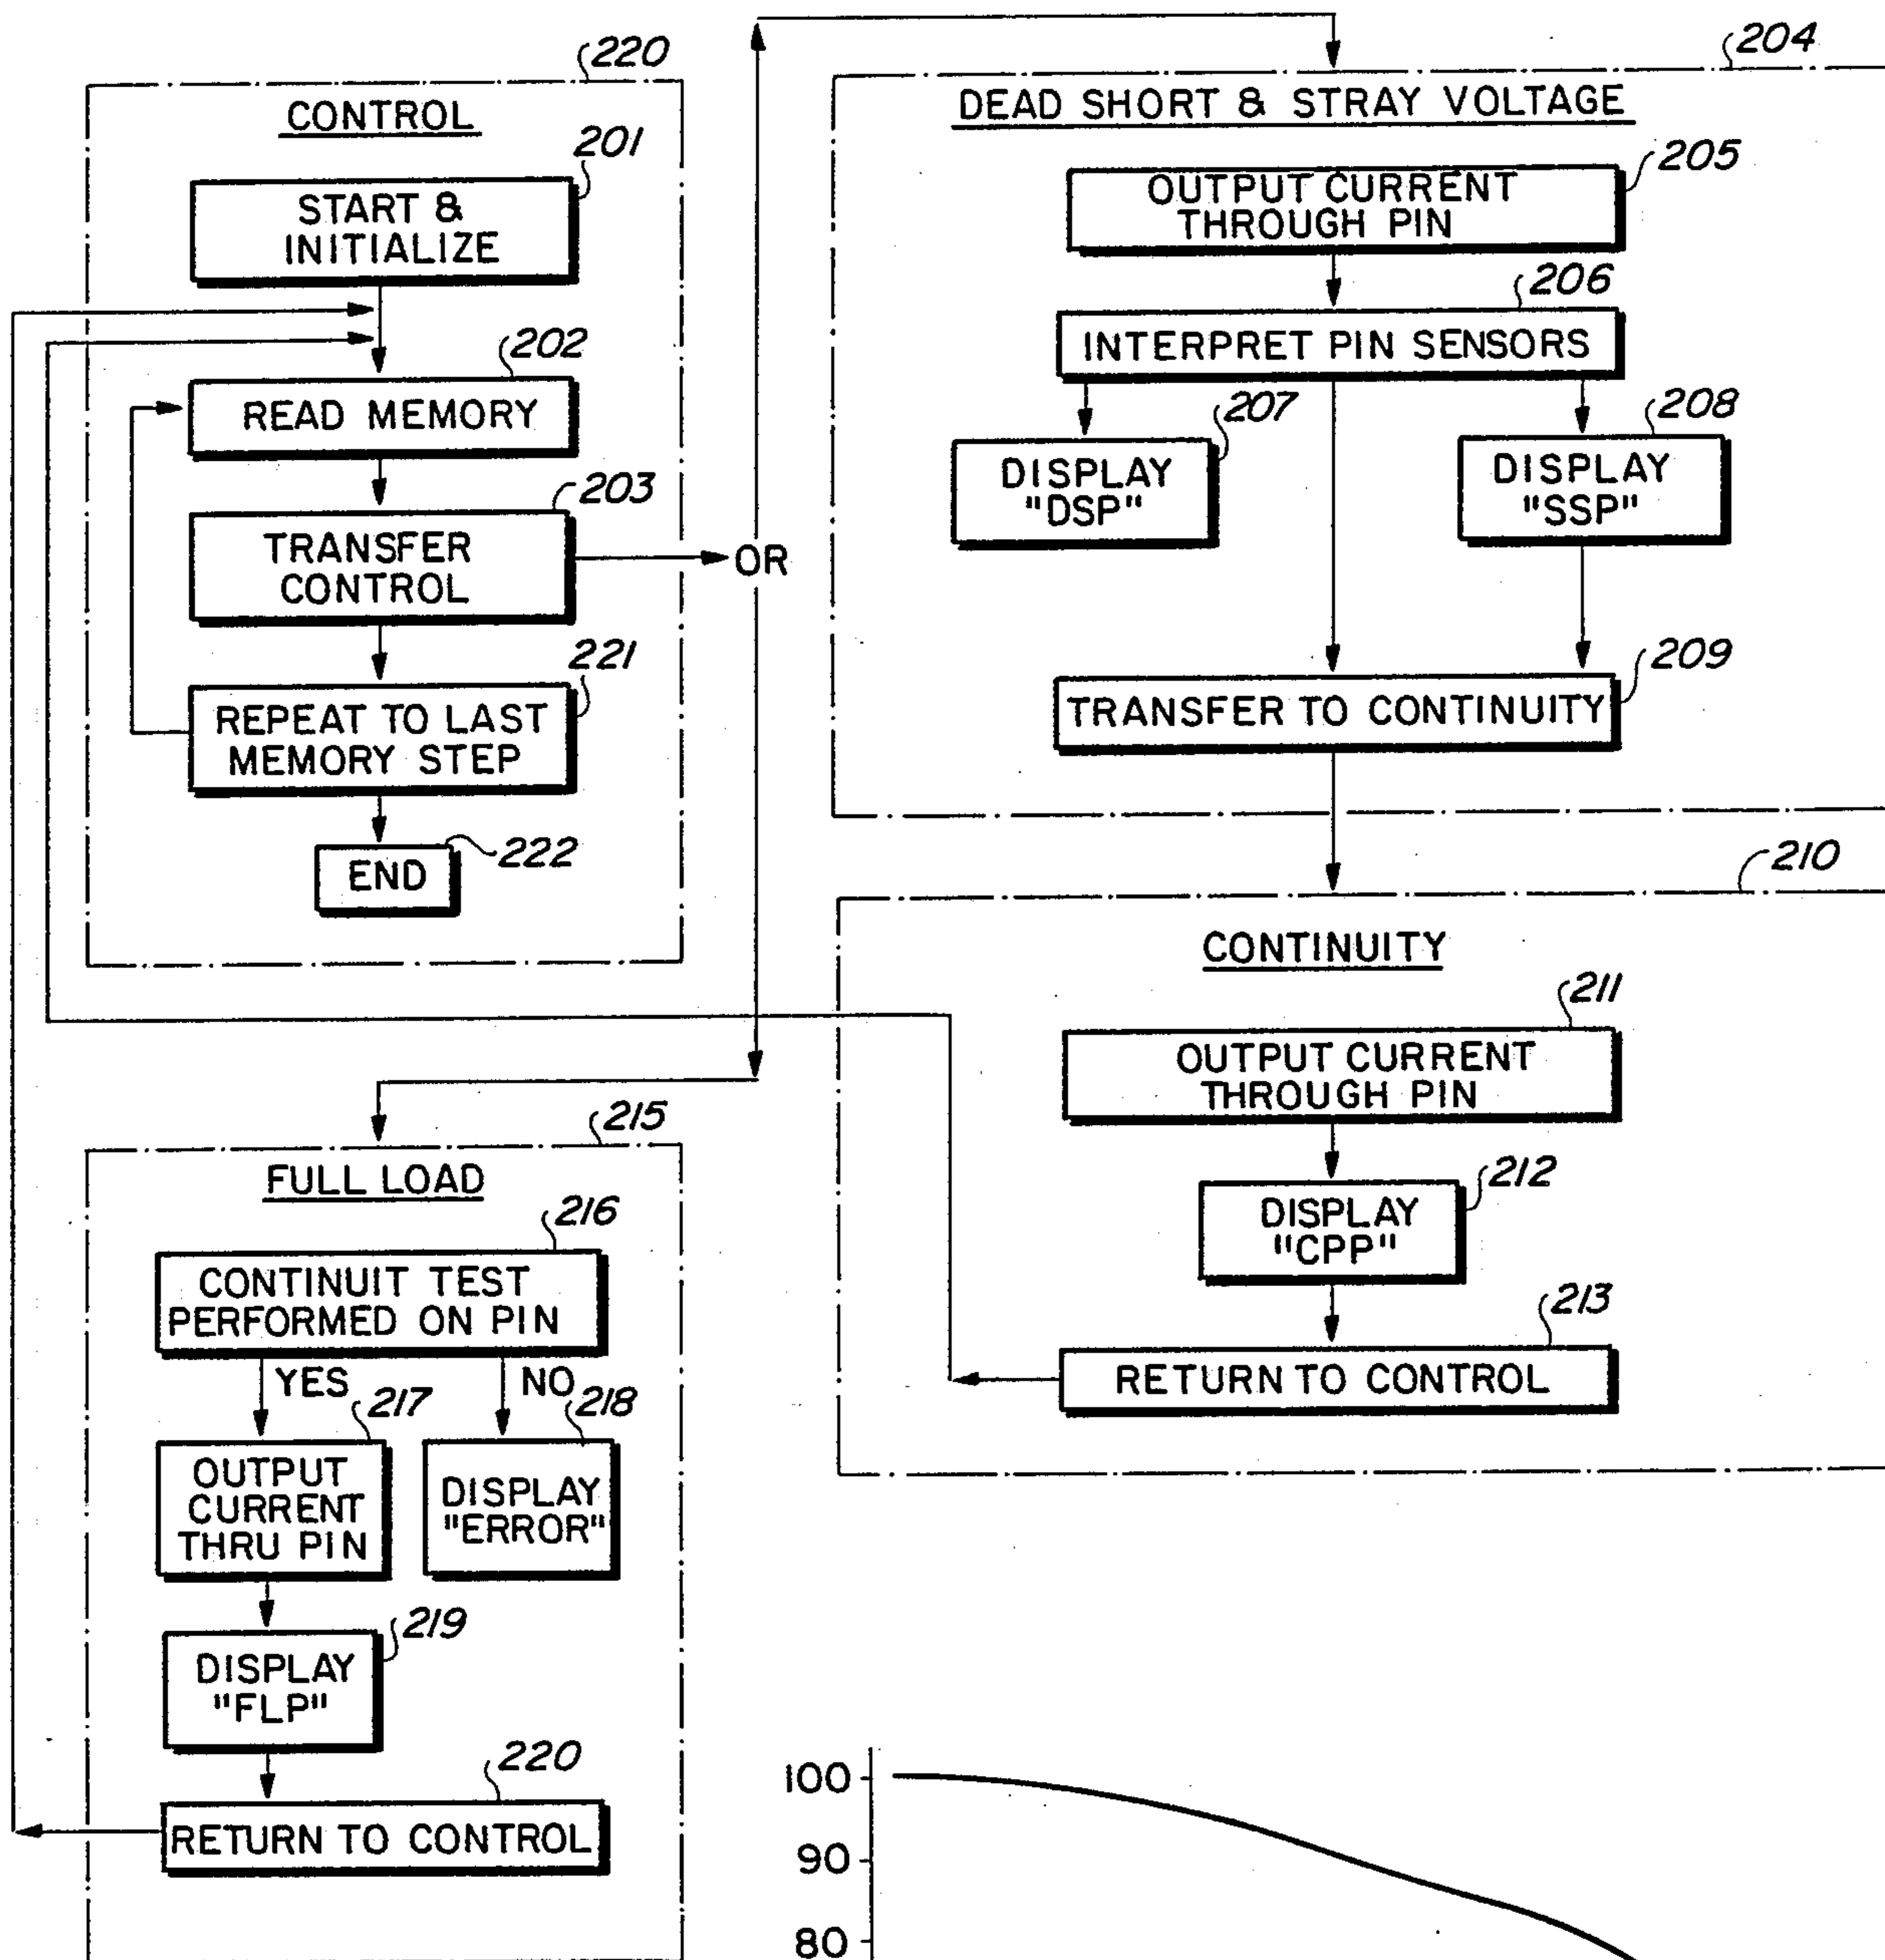 220
CONTROL
201
START &
INITIALIZE
202
READ MEMORY
203
TRANSFER
CONTROL
OR
221
REPEAT TO LAST
MEMORY STEP
222
END
204
DEAD SHORT & STRAY VOLTAGE
205
OUTPUT CURRENT
THROUGH PIN
206
INTERPRET PIN SENSORS
207
DISPLAY
"DSP"
208
DISPLAY
"SSP"
209
TRANSFER TO CONTINUITY
210
CONTINUITY
211
OUTPUT CURRENT
THROUGH PIN
212
DISPLAY
"CPP"
213
RETURN TO CONTROL
215
FULL LOAD
216
CONTINUIT TEST
PERFORMED ON PIN
YES
NO
217
OUTPUT
CURRENT
THRU PIN
218
DISPLAY
"ERROR"
219
DISPLAY
"FLP"
220
RETURN TO CONTROL
100
90
80